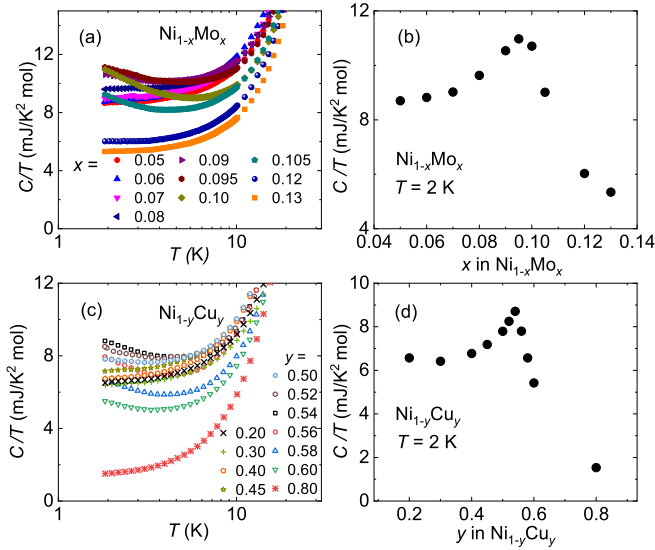 (a)
Ni1-xMox
15
12
8
4
0
C/T (mJ/K² mol)
x =
0.05
0.09
0.105
0.06
0.095
0.12
0.07
0.10
0.13
0.08
1
10
T (K)
(b)
12
8
4
C/T (mJ/K² mol)
Ni1-xMox
T = 2 K
0.04 0.06 0.08 0.10 0.12 0.14
x in Ni1-xMox
(c)
Ni1-yCuy
12
8
4
0
C/T (mJ/K² mol)
y =
0.50
0.52
0.54
0.20
0.56
0.30
0.58
0.40
0.60
0.45
0.80
1
10
T (K)
(d)
10
8
6
4
2
0
C/T (mJ/K² mol)
Ni1-yCuy
T = 2 K
0.2 0.4 0.6 0.8
y in Ni1-yCuy